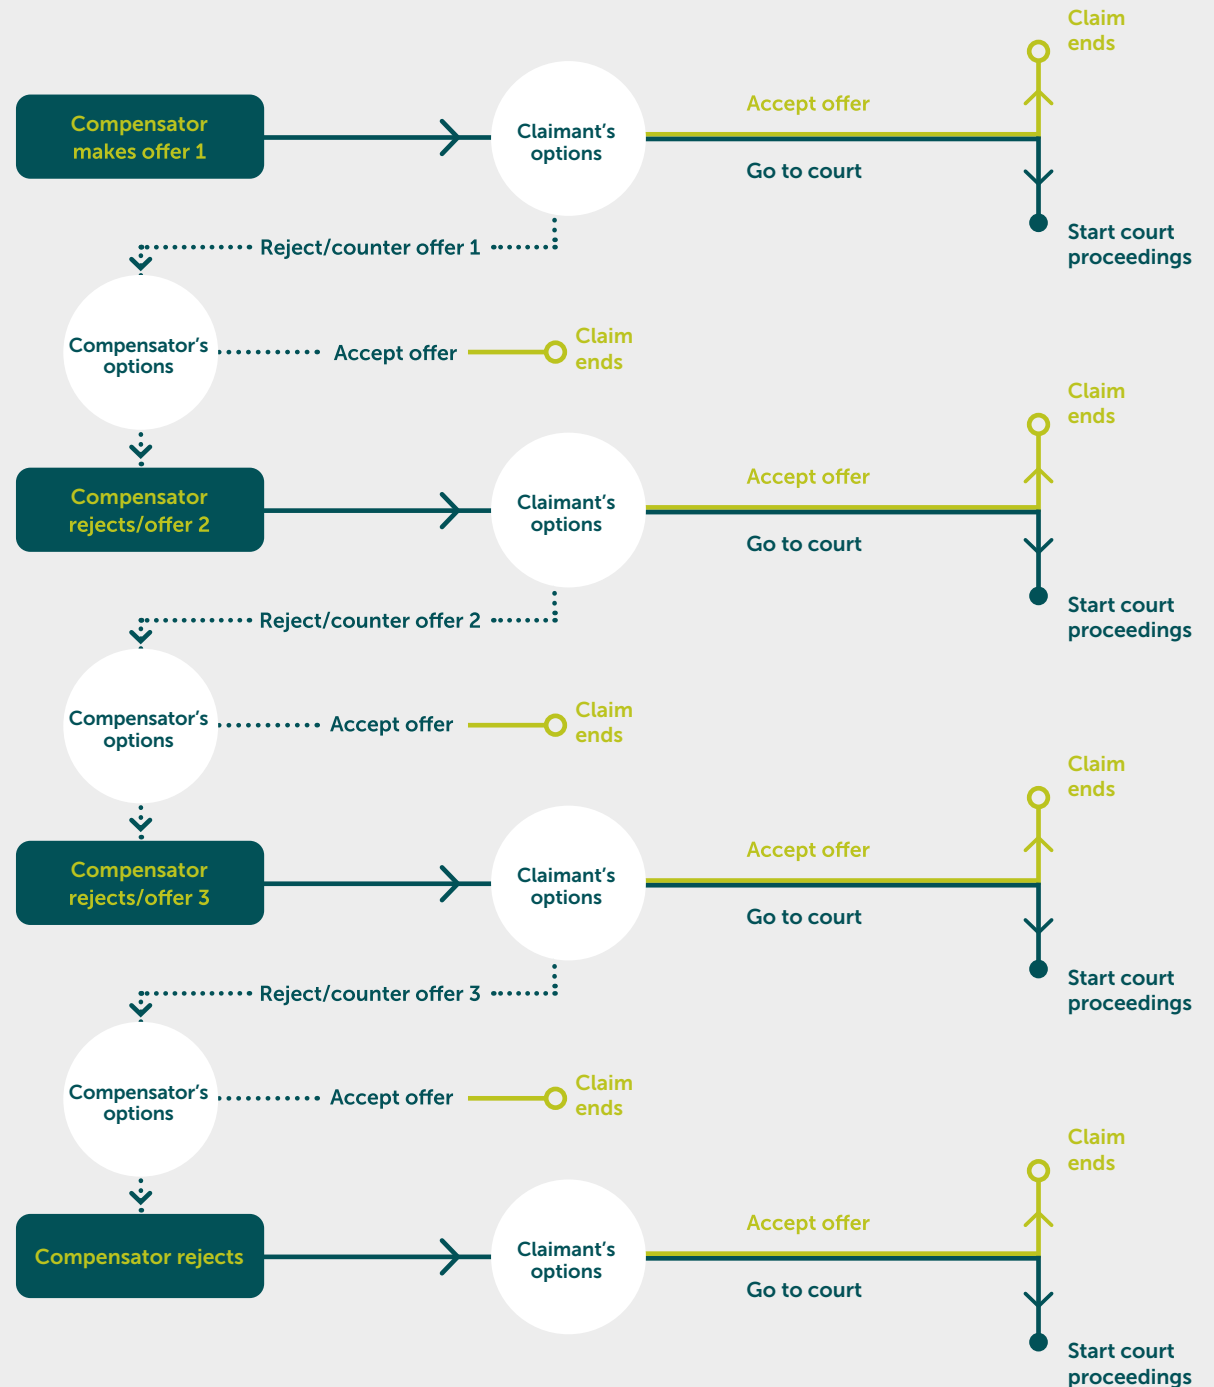 Claim
ends
Compensator
makes offer 1
Claimant's
options
Accept offer
Go to court
Start court
proceedings
Reject/counter offer 1
Compensator's
options
Accept offer
Claim
ends
Claim
ends
Compensator
rejects/offer 2
Claimant's
options
Accept offer
Go to court
Start court
proceedings
Reject/counter offer 2
Compensator's
options
Accept offer
Claim
ends
Claim
ends
Compensator
rejects/offer 3
Claimant's
options
Accept offer
Go to court
Start court
proceedings
Reject/counter offer 3
Compensator's
options
Accept offer
Claim
ends
Claim
ends
Compensator rejects
Claimant's
options
Accept offer
Go to court
Start court
proceedings